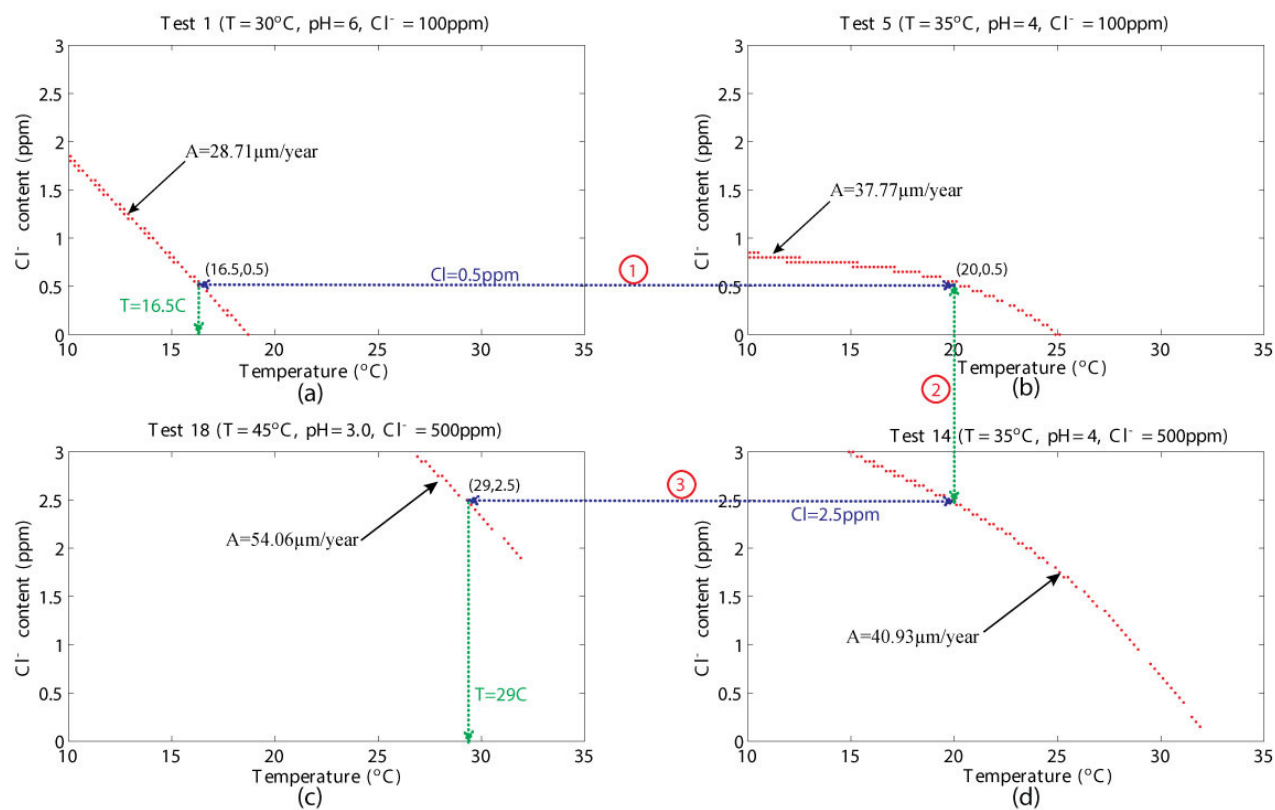 Test 1 (T = 30°C, pH=6, Cl⁻ = 100ppm)
3
2.5
2
1.5
1
0.5
0
Cl⁻ content (ppm)
A=28.71μm/year
(16.5,0.5)
T=16.5C
10 15 20 25 30 35
Temperature (°C)
(a)
Cl=0.5ppm
1
Test 5 (T = 35°C, pH=4, Cl⁻ = 100ppm)
3
2.5
2
1.5
1
0.5
0
Cl⁻ content (ppm)
A=37.77μm/year
(20,0.5)
10 15 20 25 30 35
Temperature (°C)
(b)
2
Test 18 (T = 45°C, pH=3.0, Cl⁻ = 500ppm)
3
2.5
2
1.5
1
0.5
0
Cl⁻ content (ppm)
(29,2.5)
A=54.06μm/year
T=29C
10 15 20 25 30 35
Temperature (°C)
(c)
3
Test 14 (T = 35°C, pH=4, Cl⁻ = 500ppm)
3
2.5
2
1.5
1
0.5
0
Cl⁻ content (ppm)
Cl=2.5ppm
A=40.93μm/year
10 15 20 25 30 35
Temperature (°C)
(d)